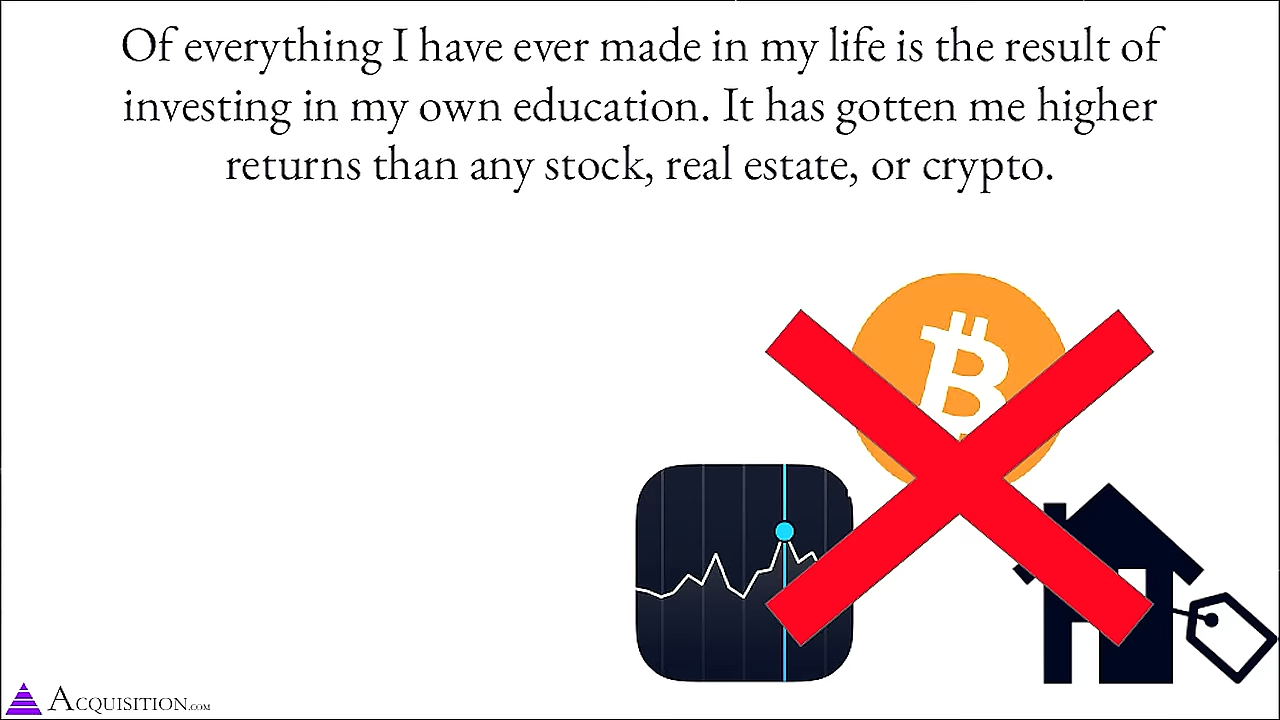 Of everything I have ever made in my life is the result of
investing in my own education. It has gotten me higher
returns than any stock, real estate, or crypto.
ACQUISITION.COM